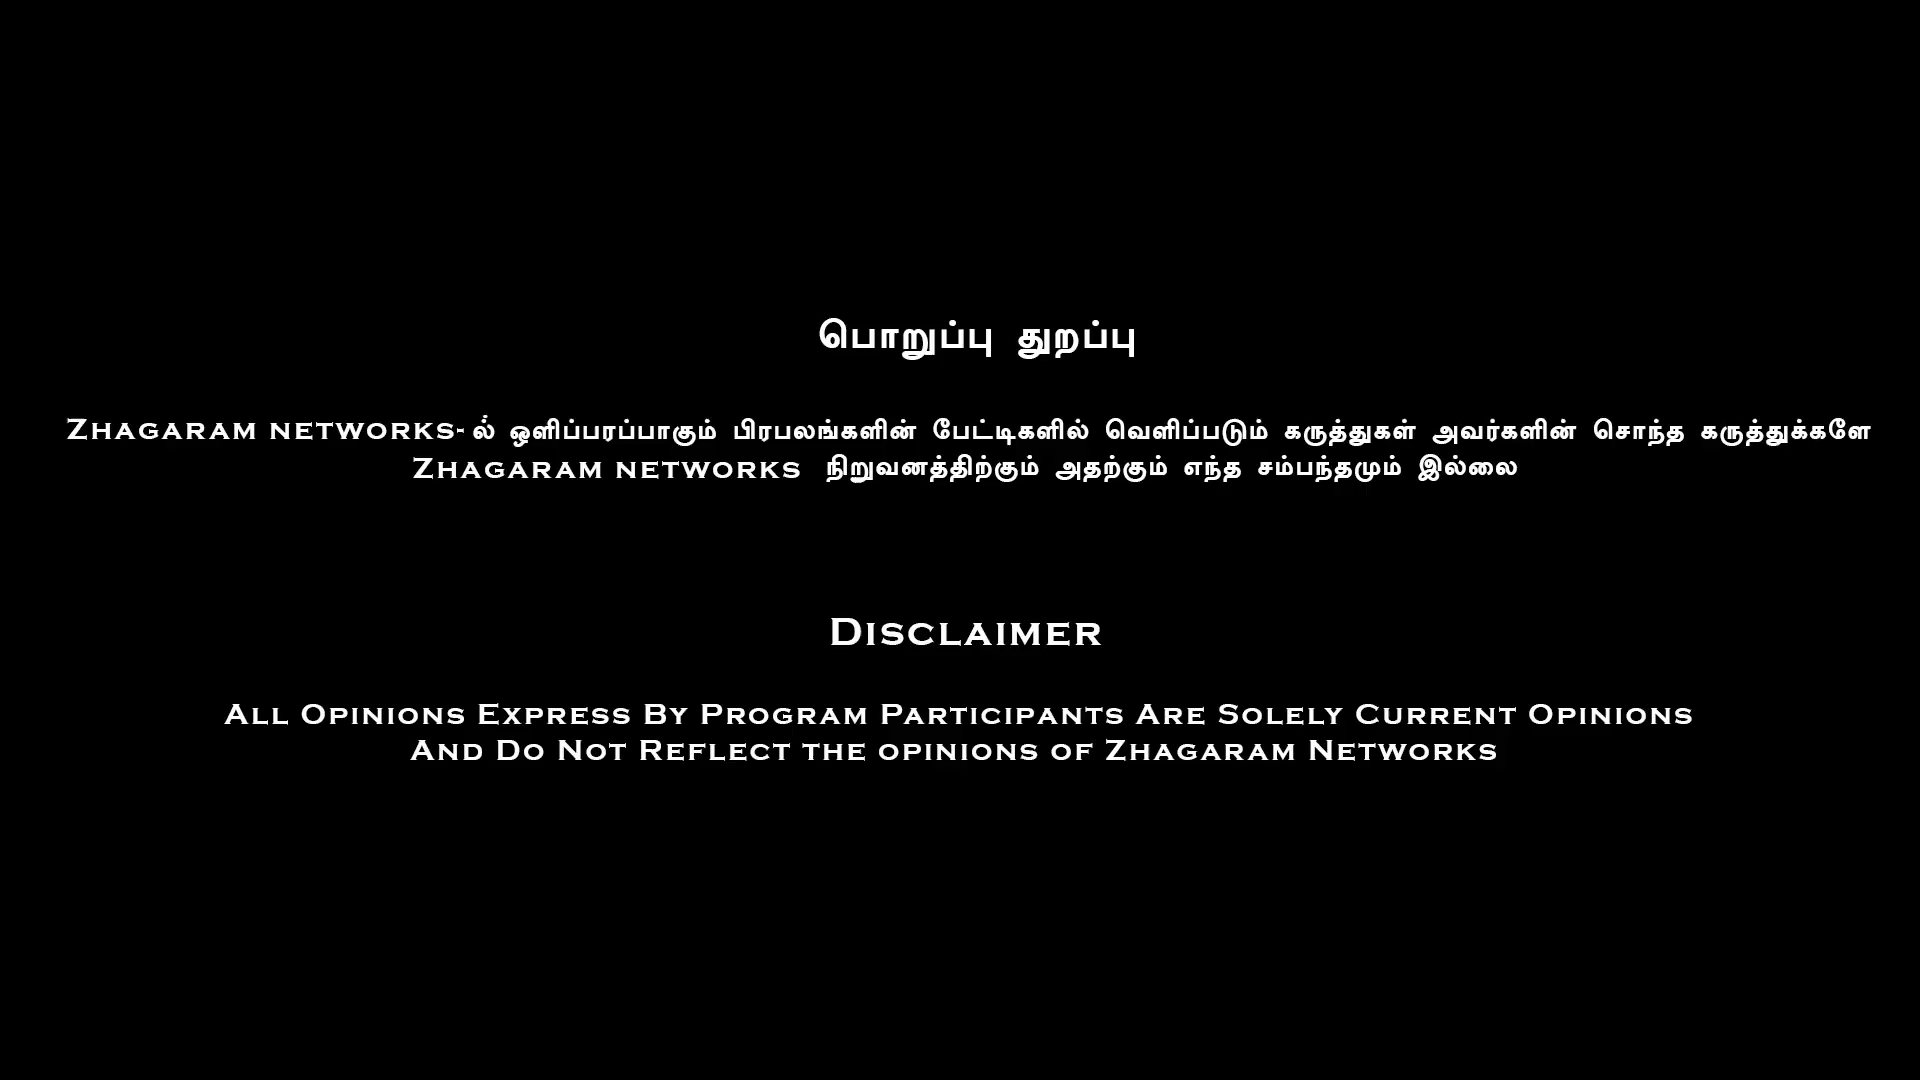 பொறுப்பு துறப்பு
Zhagaram networks-ல் ஒளிப்பரப்பாகும் பிரபலங்களின் பேட்டிகளில் வெளிப்படும் கருத்துகள் அவர்களின் சொந்த கருத்துக்களே
Zhagaram networks நிறுவனத்திற்கும் அதற்கும் எந்த சம்பந்தமும் இல்லை
Disclaimer
All Opinions Express By Program Participants Are Solely Current Opinions
And Do Not Reflect the opinions of Zhagaram Networks